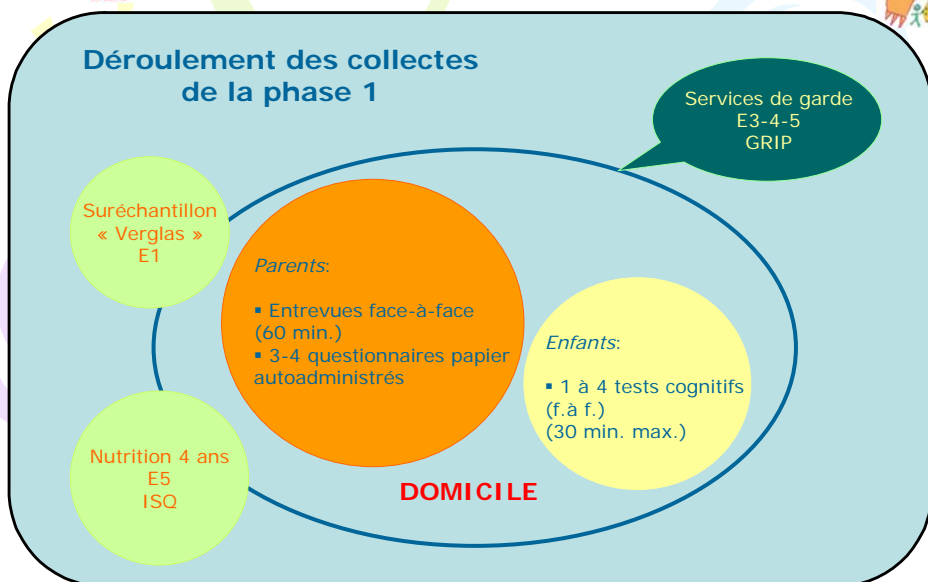 Déroulement des collectes
de la phase 1
Services de garde
E3-4-5
GRIP
Suréchantillon
« Verglas »
E1
Parents:
▪ Entrevues face-à-face
(60 min.)
▪ 3-4 questionnaires papier
autoadministrés
Enfants:
▪ 1 à 4 tests cognitifs
(f.à f.)
(30 min. max.)
Nutrition 4 ans
E5
ISQ
DOMICILE